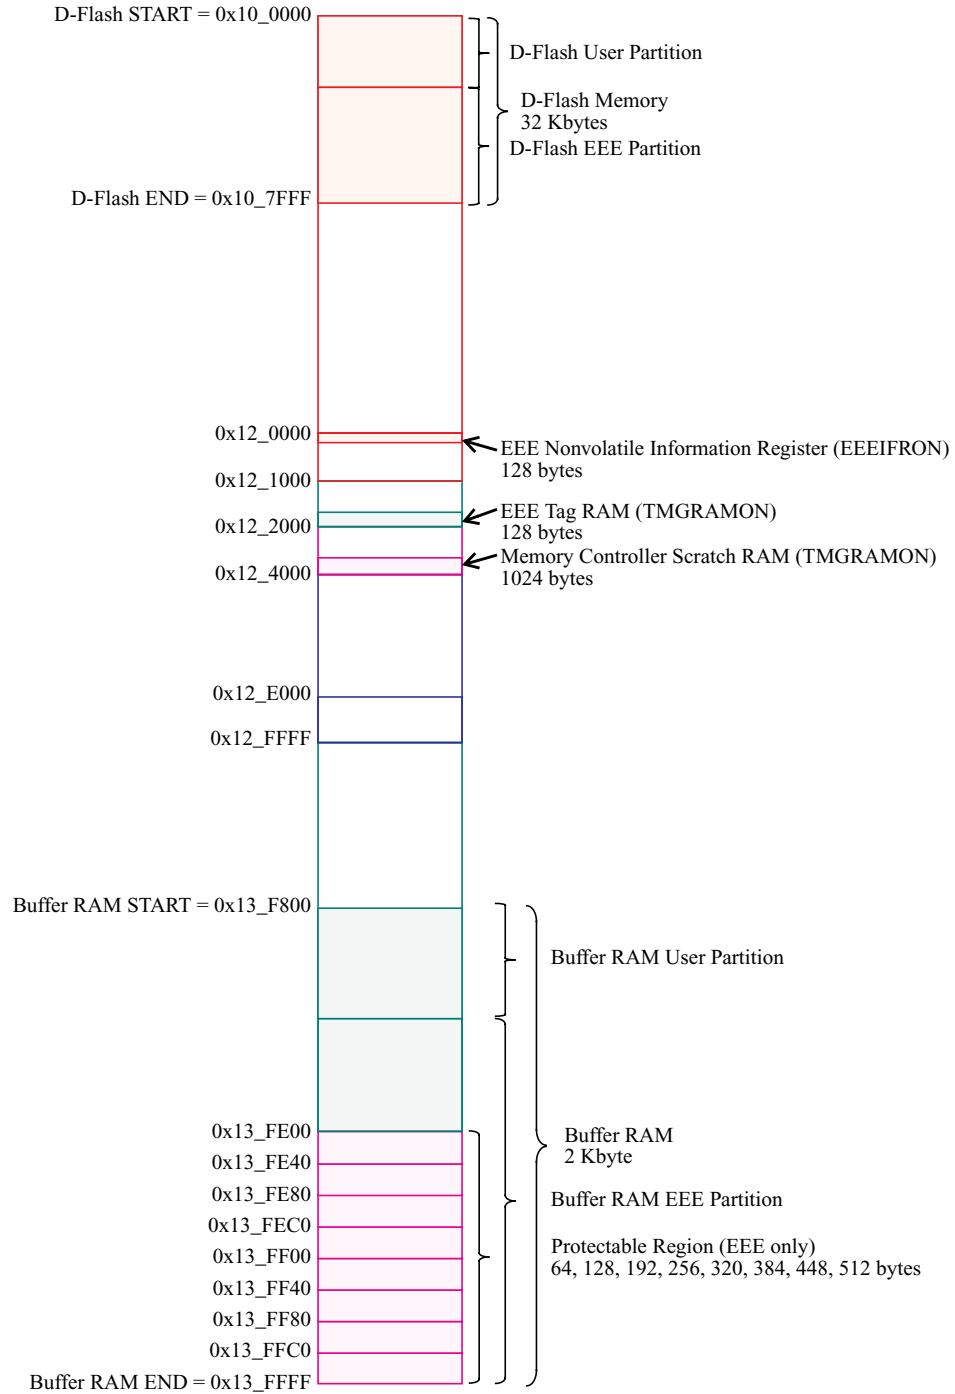 D-Flash START = 0x10_0000
D-Flash User Partition
D-Flash Memory
32 Kbytes
D-Flash EEE Partition
D-Flash END = 0x10_7FFF
0x12_0000
EEE Nonvolatile Information Register (EEEIFRON)
128 bytes
0x12_1000
EEE Tag RAM (TMGRAMON)
128 bytes
0x12_2000
Memory Controller Scratch RAM (TMGRAMON)
1024 bytes
0x12_4000
0x12_E000
0x12_FFFF
Buffer RAM START = 0x13_F800
Buffer RAM User Partition
0x13_FE00
Buffer RAM
2 Kbyte
0x13_FE40
0x13_FE80
Buffer RAM EEE Partition
0x13_FEC0
Protectable Region (EEE only)
64, 128, 192, 256, 320, 384, 448, 512 bytes
0x13_FF00
0x13_FF40
0x13_FF80
0x13_FFC0
Buffer RAM END = 0x13_FFFF